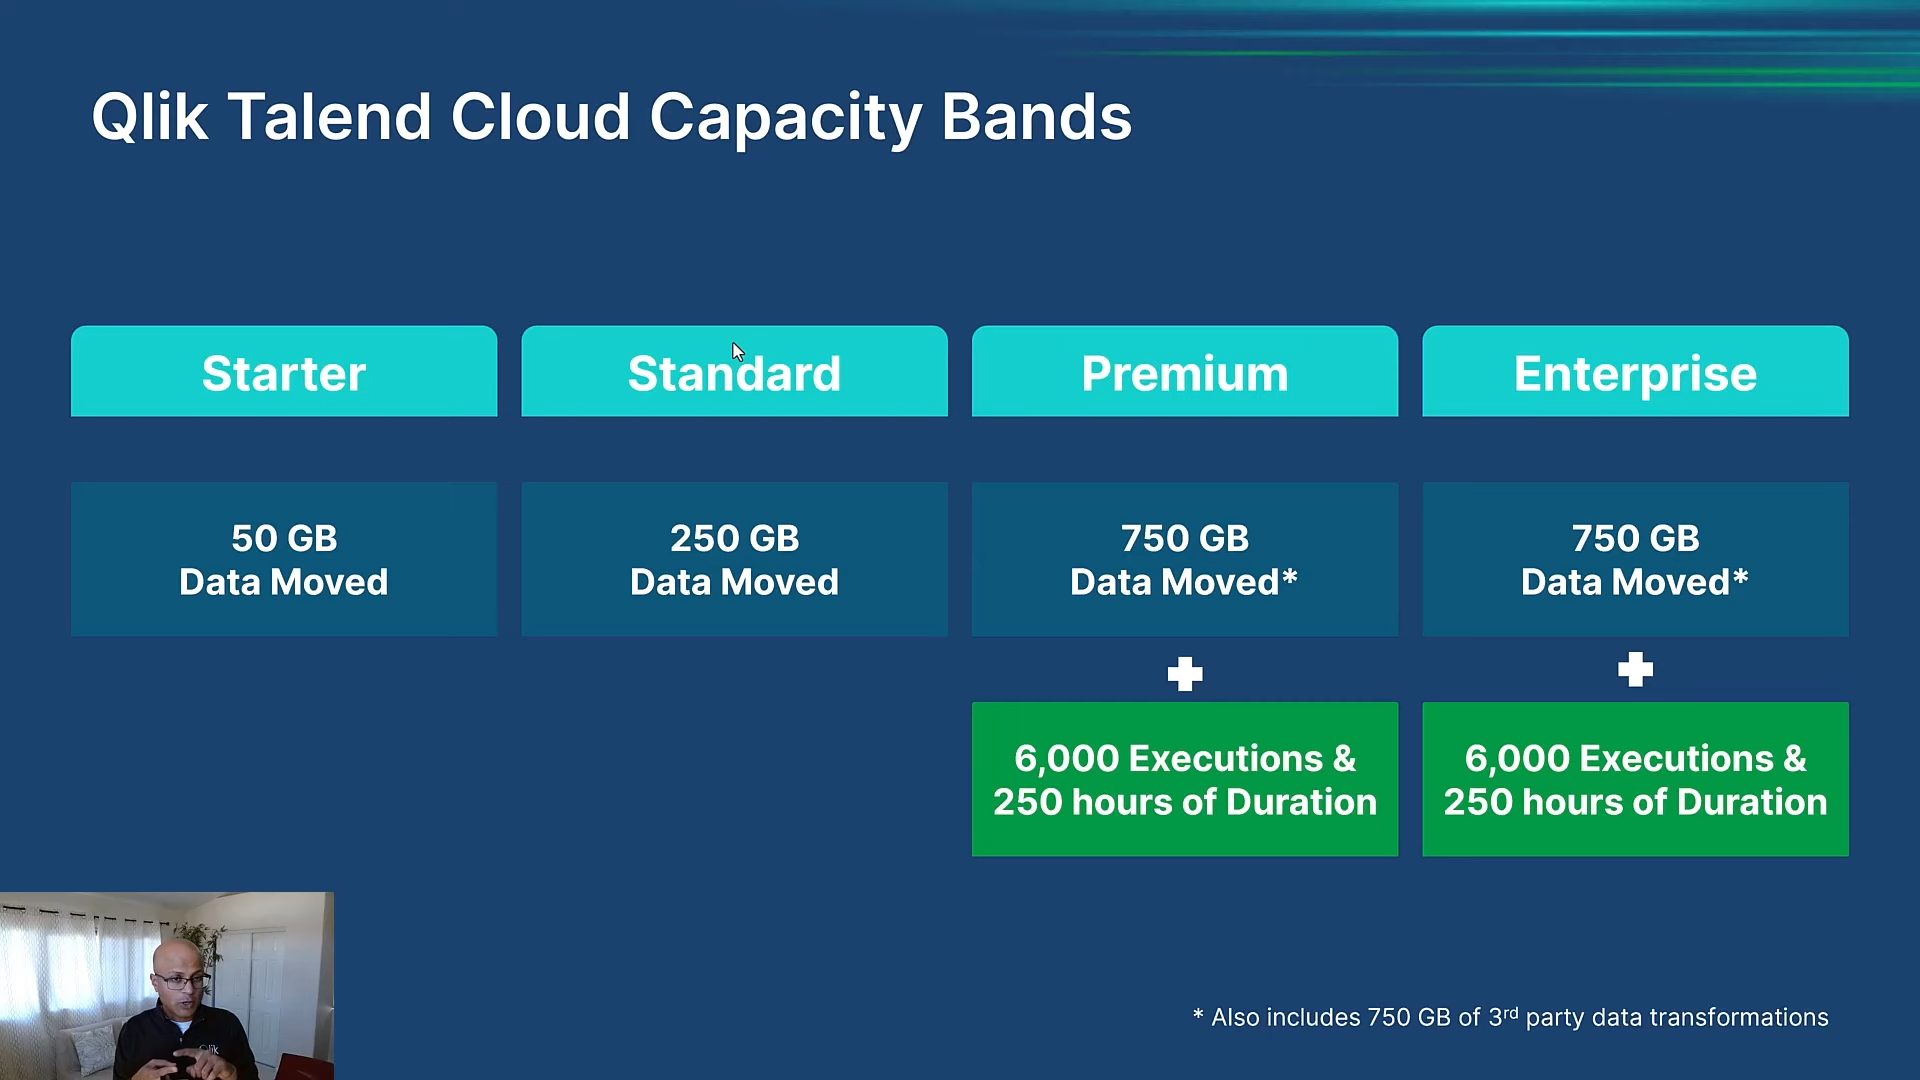 Qlik Talend Cloud Capacity Bands
Starter
Standard
Premium
Enterprise
50 GB
Data Moved
250 GB
Data Moved
750 GB
Data Moved*
750 GB
Data Moved*
6,000 Executions &
250 hours of Duration
6,000 Executions &
250 hours of Duration
* Also includes 750 GB of 3rd party data transformations
Qlik